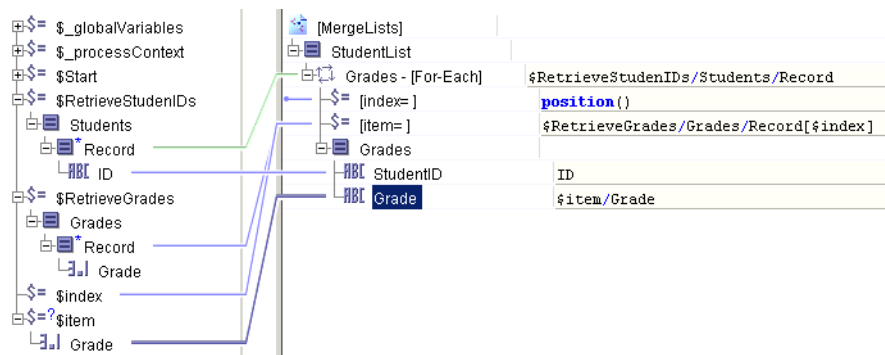 $_globalVariables
$_processContext
$Start
$RetrieveStudenIDs
Students
Record
ID
$RetrieveGrades
Grades
Record
Grade
$index
$item
Grade
[MergeLists]
StudentList
Grades - [For-Each] $RetrieveStudenIDs/Students/Record
[index= ] position()
[item= ] $RetrieveGrades/Grades/Record[$index]
Grades
StudentID ID
Grade $item/Grade